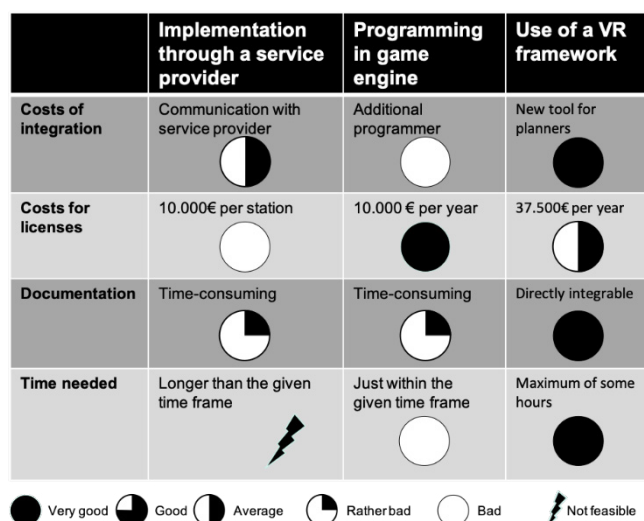 Implementation through a service provider
Programming in game engine
Use of a VR framework
Costs of integration
Communication with service provider
Additional programmer
New tool for planners
Costs for licenses
10.000€ per station
10.000 € per year
37.500€ per year
Documentation
Time-consuming
Time-consuming
Directly integrable
Time needed
Longer than the given time frame
Just within the given time frame
Maximum of some hours
Very good
Good
Average
Rather bad
Bad
Not feasible